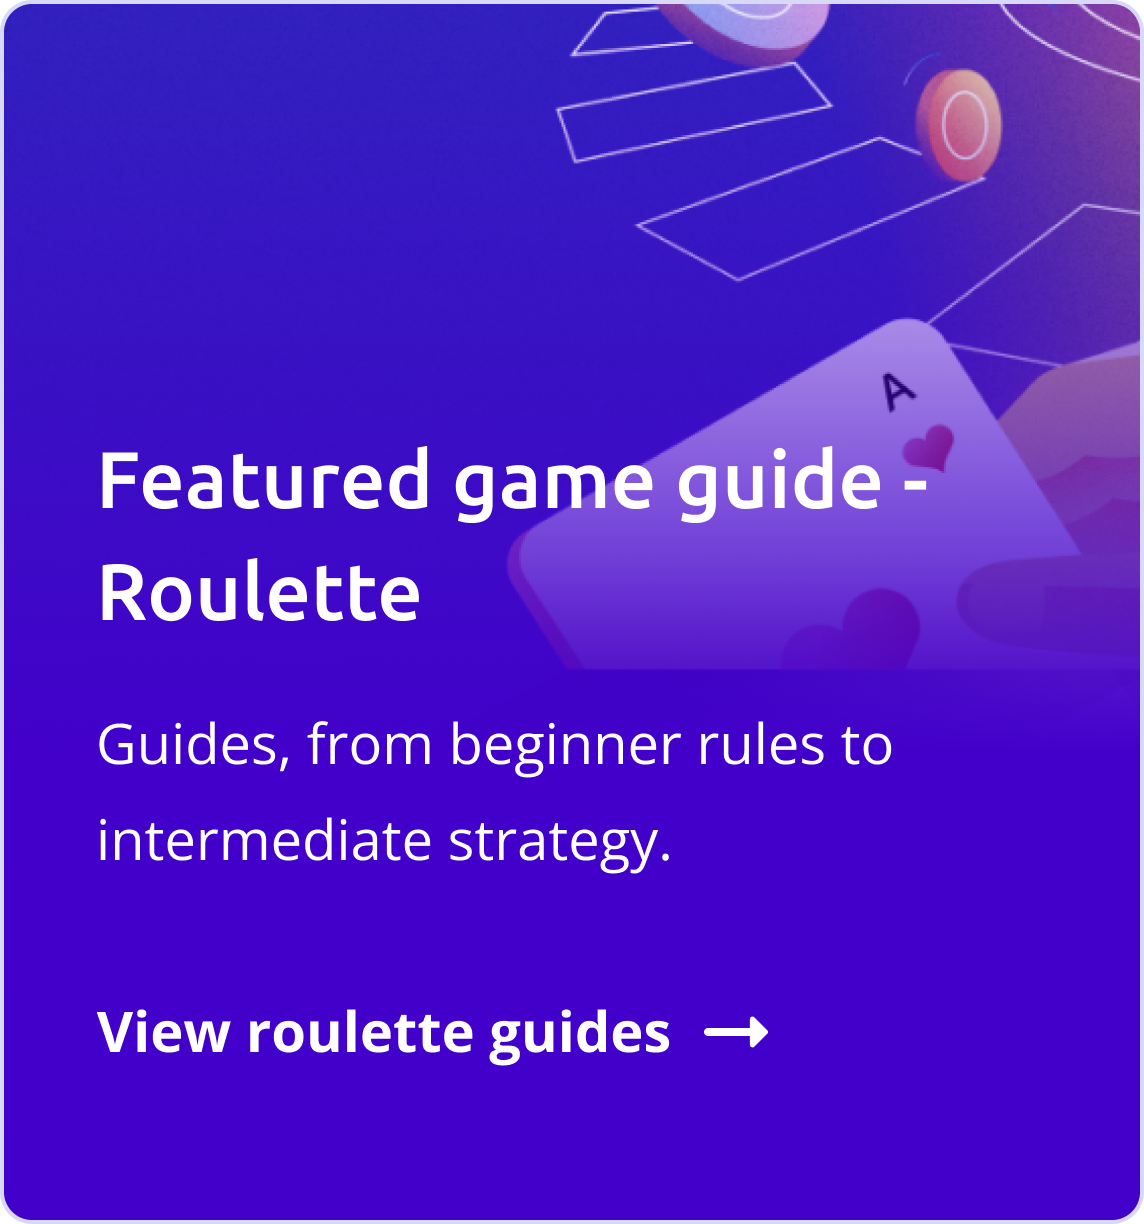 A
Featured game guide -
Roulette
Guides, from beginner rules to
intermediate strategy.
View roulette guides